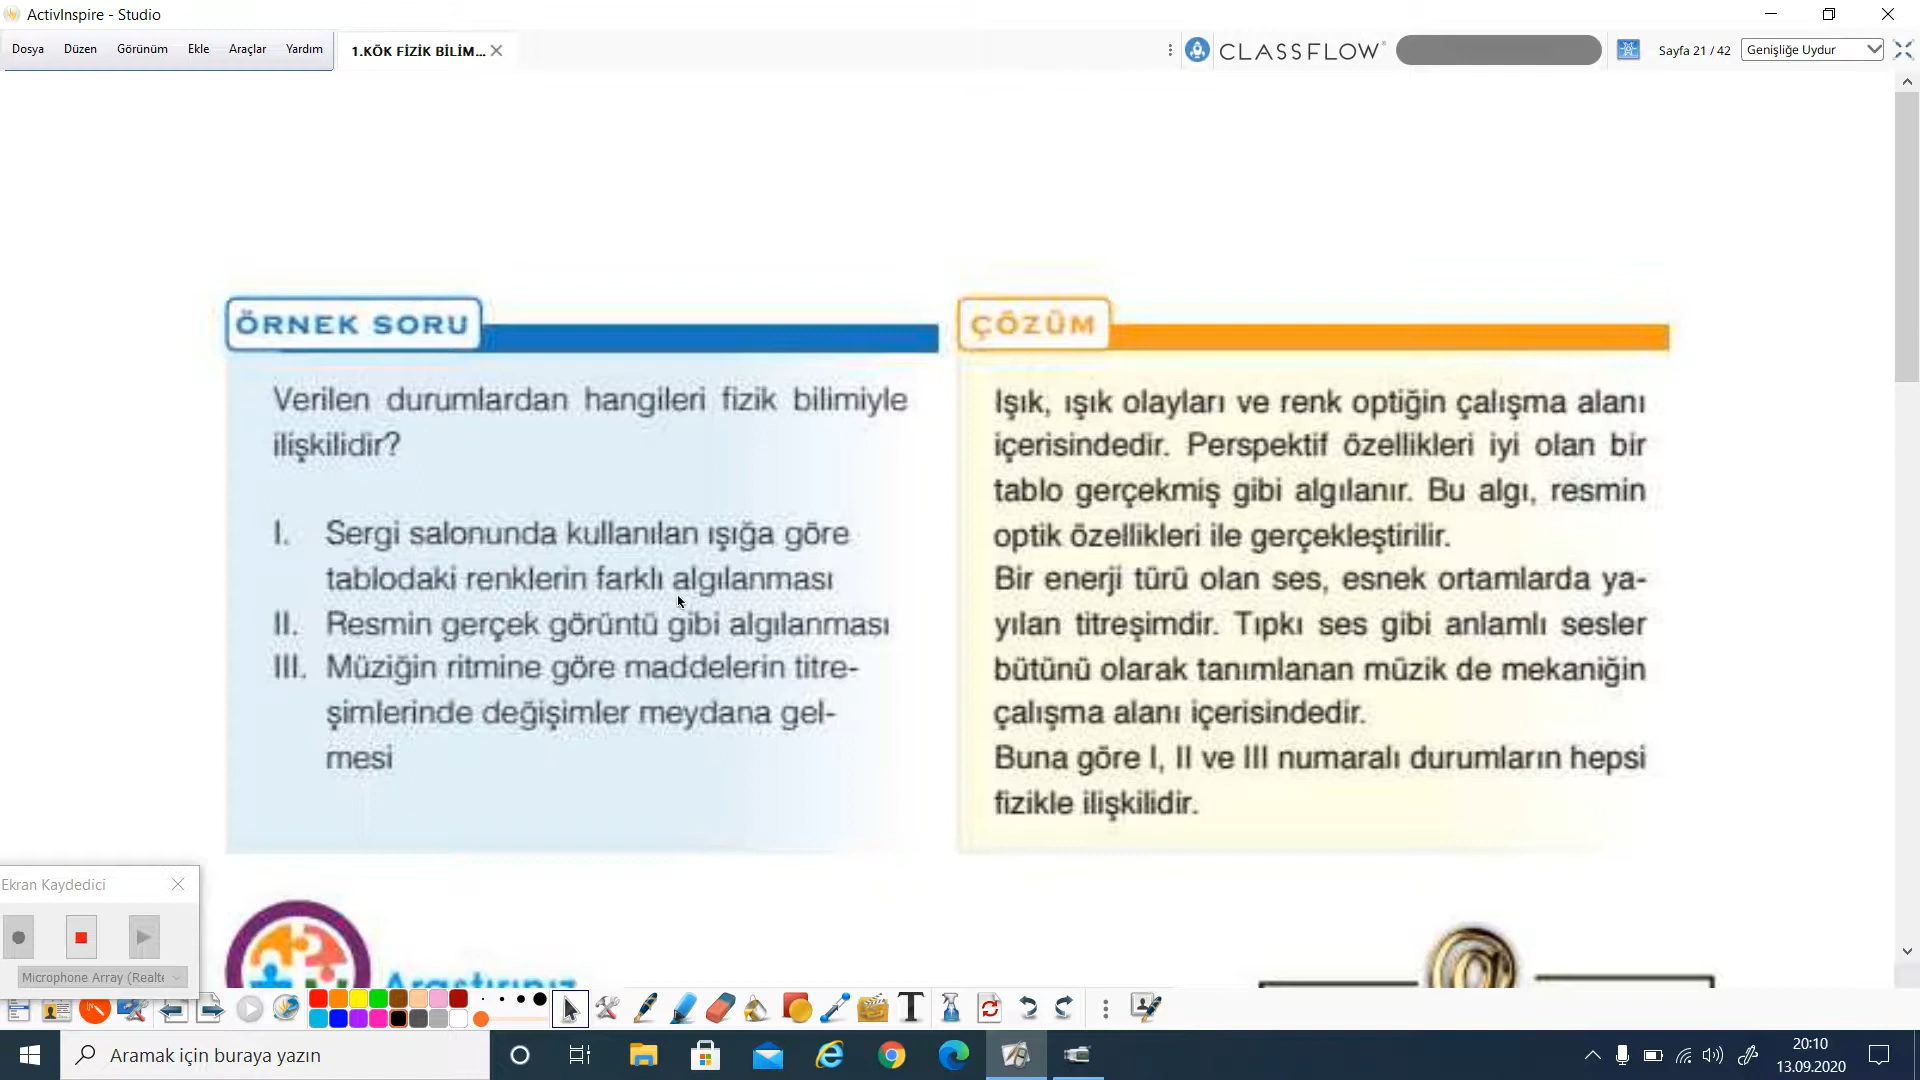 ActivInspire - Studio
Dosya Düzen Görünüm Ekle Araçlar Yardım
1.KÖK FİZİK BİLİM...
CLASSFLOW
Sayfa 21 / 42
Genişliğe Uydur
ÖRNEK SORU
Verilen durumlardan hangileri fizik bilimiyle
ilişkilidir?
I. Sergi salonunda kullanılan ışığa göre
tablodaki renklerin farklı algılanması
II. Resmin gerçek görüntü gibi algılanması
III. Müziğin ritmine göre maddelerin titre-
şimlerinde değişimler meydana gel-
mesi
ÇÖZÜM
Işık, ışık olayları ve renk optiğin çalışma alanı
içerisindedir. Perspektif özellikleri iyi olan bir
tablo gerçekmiş gibi algılanır. Bu algı, resmin
optik özellikleri ile gerçekleştirilir.
Bir enerji türü olan ses, esnek ortamlarda ya-
yılan titreşimdir. Tıpkı ses gibi anlamlı sesler
bütünü olarak tanımlanan müzik de mekaniğin
çalışma alanı içerisindedir.
Buna göre I, II ve III numaralı durumların hepsi
fizikle ilişkilidir.
Araştırınız
@
Ekran Kaydedici
Microphone Array (Realte
Aramak için buraya yazın
20:10
13.09.2020